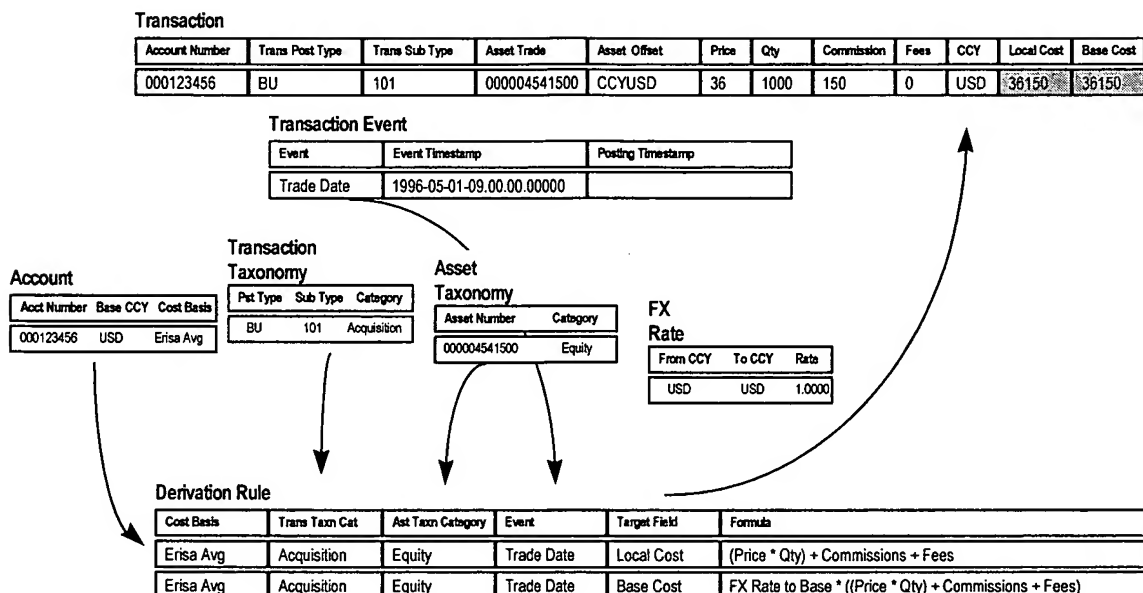 Transaction
Account Number Trans Post Type Trans Sub Type Asset Trade Asset Offset Price Qty Commission Fees CCY Local Cost Base Cost
000123456 BU 101 000004541500 CCYUSD 36 1000 150 0 USD 36150 36150
Transaction Event
Event Event Timestamp Posting Timestamp
Trade Date 1996-05-01-09.00.00.00000
Transaction
Taxonomy
Pst Type Sub Type Category
BU 101 Acquisition
Account
Acct Number Base CCY Cost Basis
000123456 USD Erisa Avg
Asset
Taxonomy
Asset Number Category
000004541500 Equity
FX
Rate
From CCY To CCY Rate
USD USD 1.0000
Derivation Rule
Cost Basis Trans Taxn Cat Ast Taxn Category Event Target Field Formula
Erisa Avg Acquisition Equity Trade Date Local Cost (Price * Qty) + Commissions + Fees
Erisa Avg Acquisition Equity Trade Date Base Cost FX Rate to Base * ((Price * Qty) + Commissions + Fees)